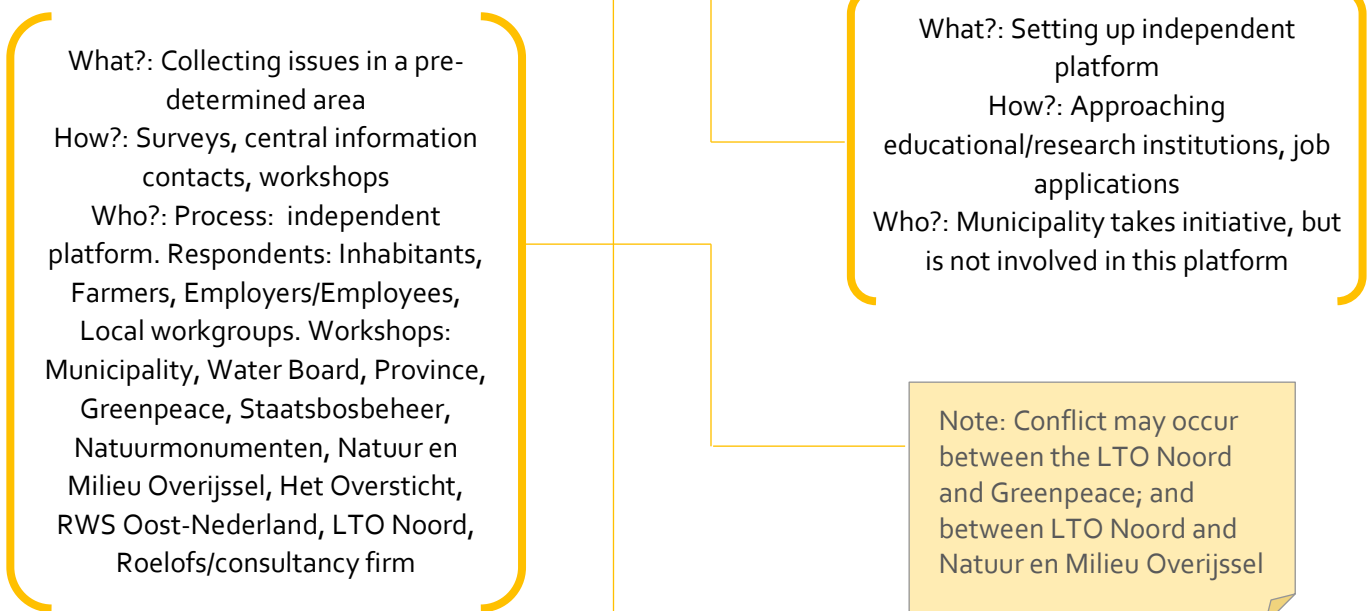 What?: Collecting issues in a pre-
determined area
How?: Surveys, central information
contacts, workshops
Who?: Process:  independent
platform. Respondents: Inhabitants,
Farmers, Employers/Employees,
Local workgroups. Workshops:
Municipality, Water Board, Province,
Greenpeace, Staatsbosbeheer,
Natuurmonumenten, Natuur en
Milieu Overijssel, Het Oversticht,
RWS Oost-Nederland, LTO Noord,
Roelofs/consultancy firm
What?: Setting up independent
platform
How?: Approaching
educational/research institutions, job
applications
Who?: Municipality takes initiative, but
is not involved in this platform
Note: Conflict may occur
between the LTO Noord
and Greenpeace; and
between LTO Noord and
Natuur en Milieu Overijssel